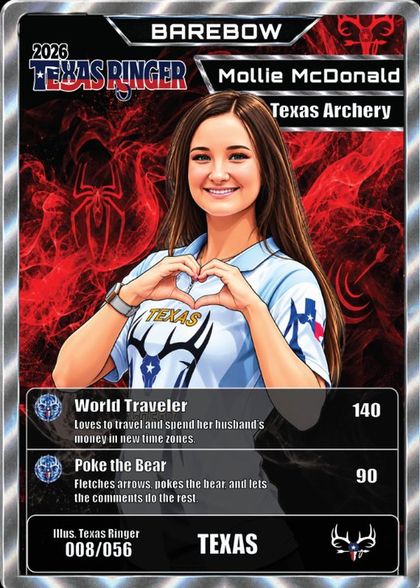 BAREBOW
2026
TEXAS RINGER
Mollie McDonald
Texas Archery
TEXAS
World Traveler
140
Loves to travel and spend her husband's
money in new time zones.
Poke the Bear
90
Fletches arrows, pokes the bear, and lets
the comments do the rest.
Illus. Texas Ringer
008/056
TEXAS